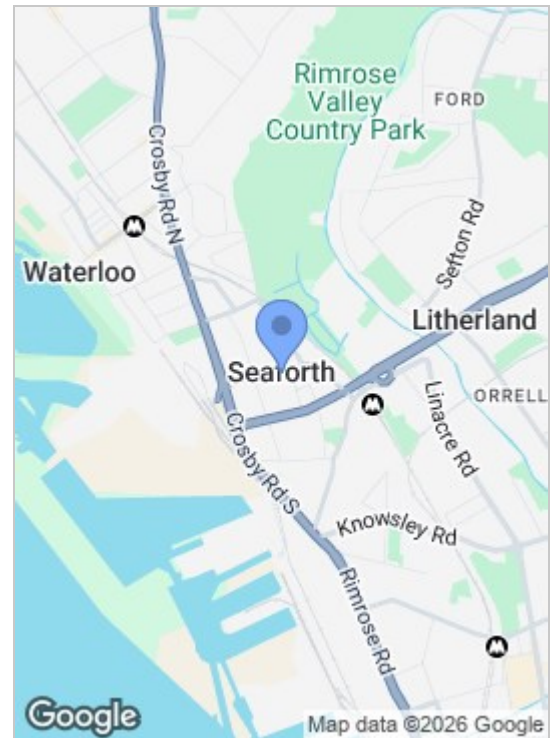 Rimrose
Valley
Country Park
FORD
Crosby Rd N
Sefton Rd
Waterloo
Litherland
Seaforth
ORRELL
Linacre Rd
Crosby Rd S
Knowsley Rd
Rimrose Rd
Google
Map data ©2026 Google